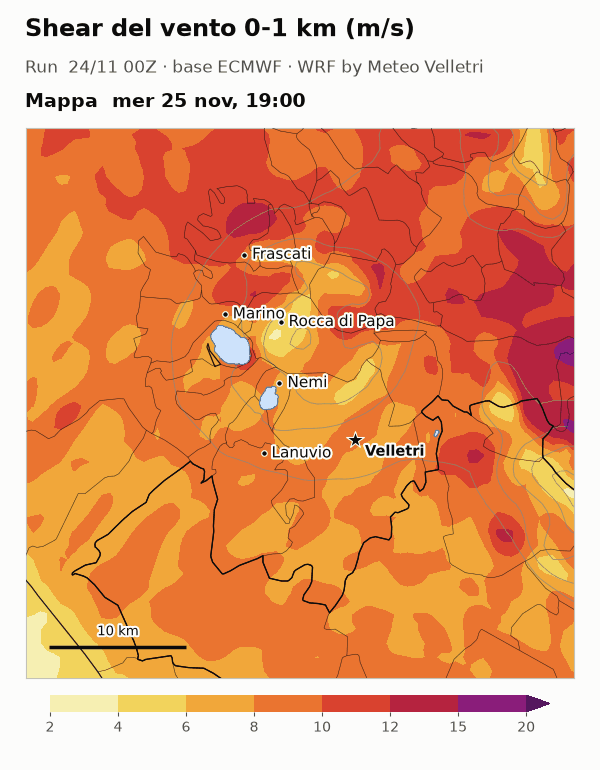 Shear del vento 0-1 km (m/s)
Run  24/11 00Z · base ECMWF · WRF by Meteo Velletri
Mappa  mer 25 nov, 19:00
Frascati
Marino
Rocca di Papa
Nemi
Velletri
Lanuvio
10 km
2 4 6 8 10 12 15 20